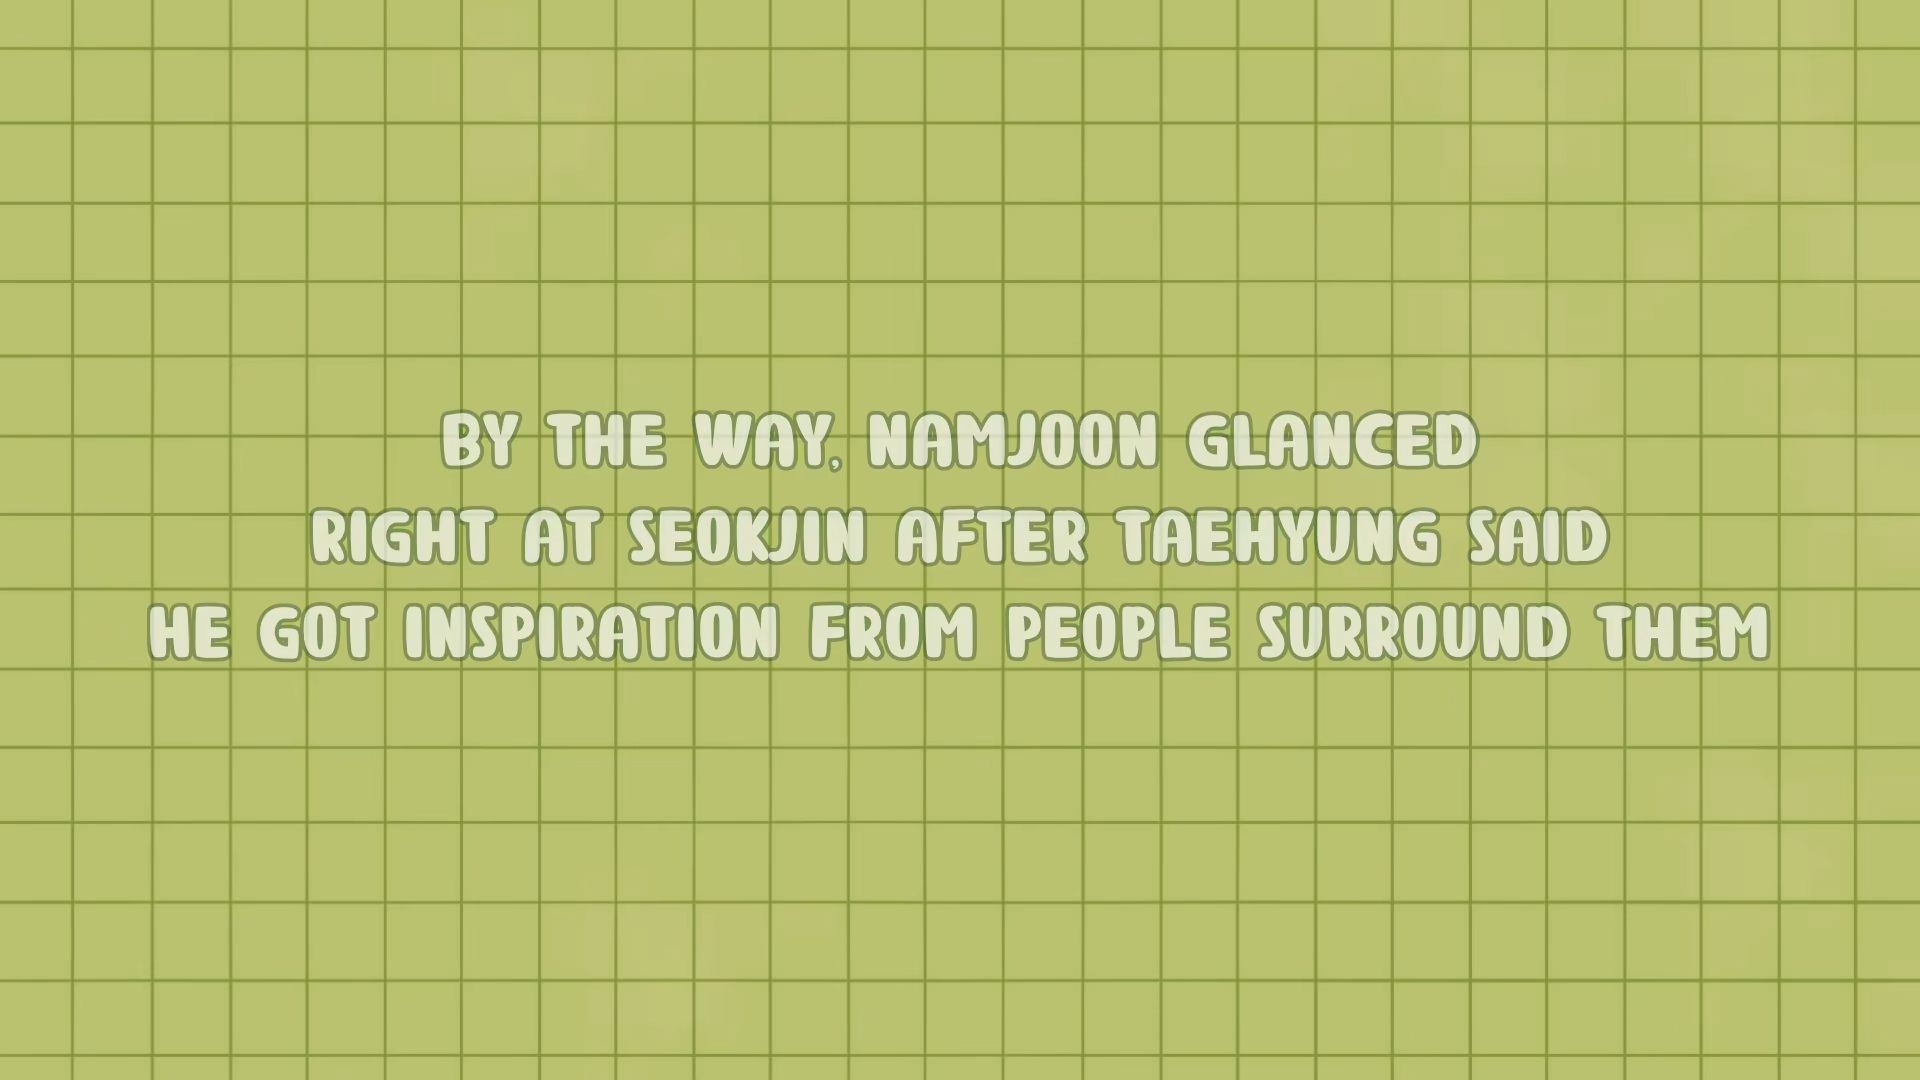 BY THE WAY, NAMJOON GLANCED
RIGHT AT SEOKJIN AFTER TAEHYUNG SAID
HE GOT INSPIRATION FROM PEOPLE SURROUND THEM